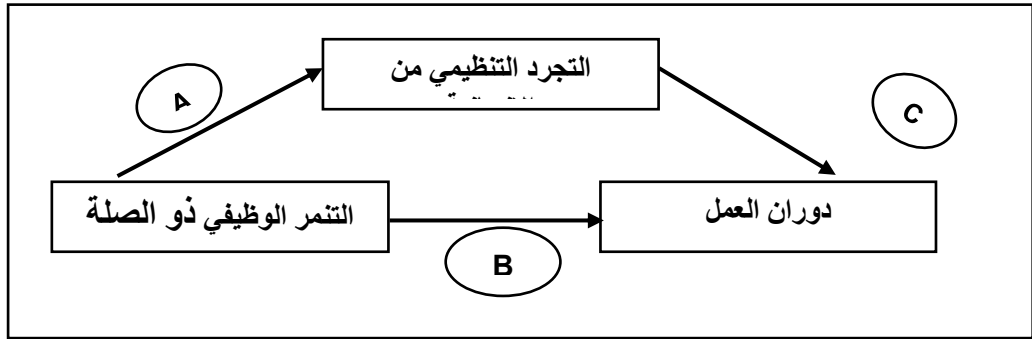 التجرد التنظيمي من
A
C
التنمر الوظيفي ذو الصلة
دوران العمل
B